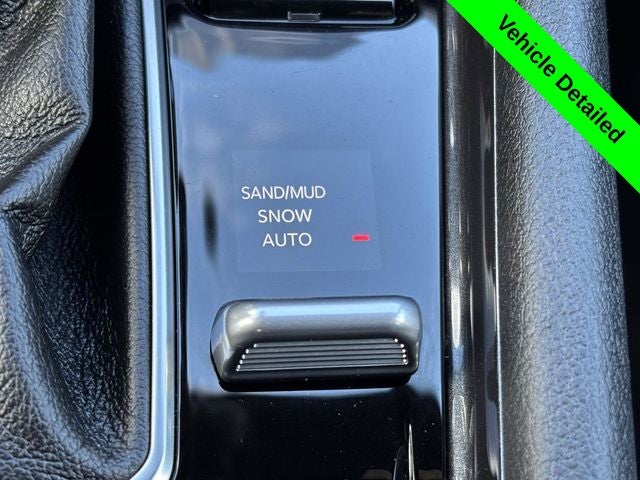 Vehicle Detailed
SAND/MUD
SNOW
AUTO